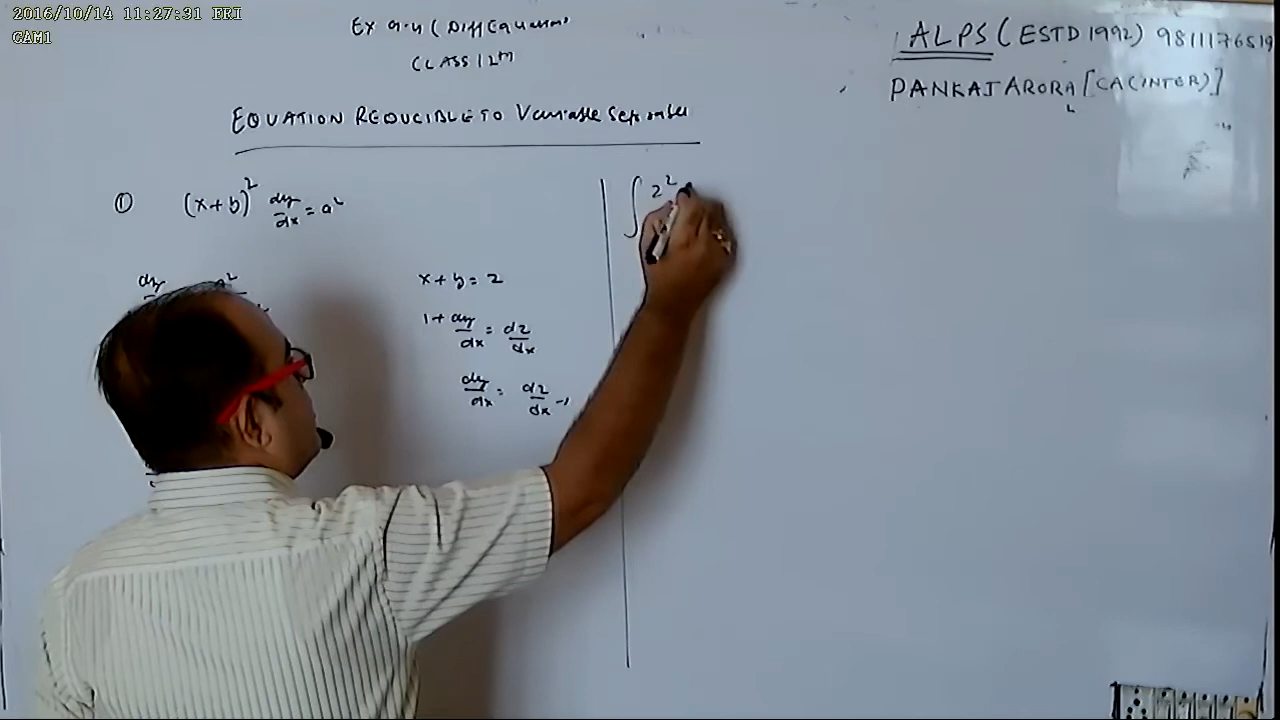 2016/10/14 11:27:31 FRI
CAM1
Ex 9.4 ( Diff Equation)
CLASS 12th
ALPS ( ESTD 1992) 9811176519
PANKAJ ARORA [CA(INTER)]
EQUATION REDUCIBLE TO Variable Separable
① (x+y)² dy/dx = a²
dy
a²
x+y = z
1+ dy/dx = dz/dx
dy/dx = dz/dx -1
∫ z²